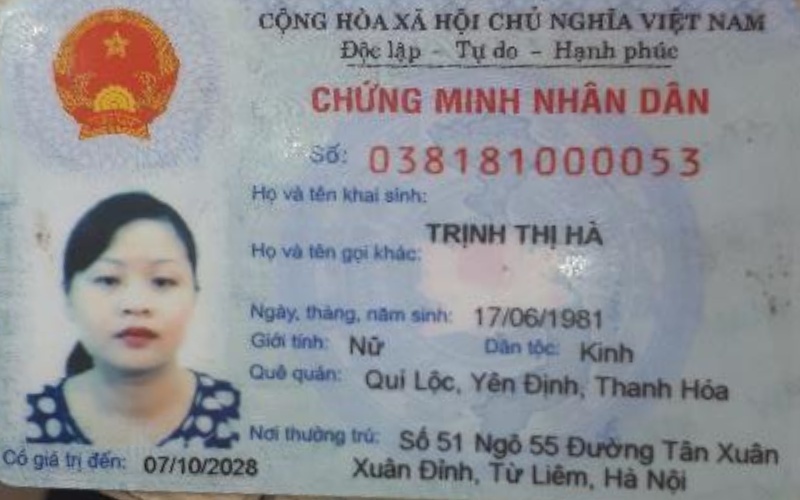 CỘNG HÒA XÃ HỘI CHỦ NGHĨA VIỆT NAM
Độc lập - Tự do - Hạnh phúc
CHỨNG MINH NHÂN DÂN
Số: 038181000053
Họ và tên khai sinh:
TRỊNH THỊ HÀ
Họ và tên gọi khác:
Ngày, tháng, năm sinh: 17/06/1981
Giới tính: Nữ Dân tộc: Kinh
Quê quán: Quí Lộc, Yên Định, Thanh Hóa
Nơi thường trú: Số 51 Ngõ 55 Đường Tân Xuân
Xuân Đỉnh, Từ Liêm, Hà Nội
Có giá trị đến: 07/10/2028